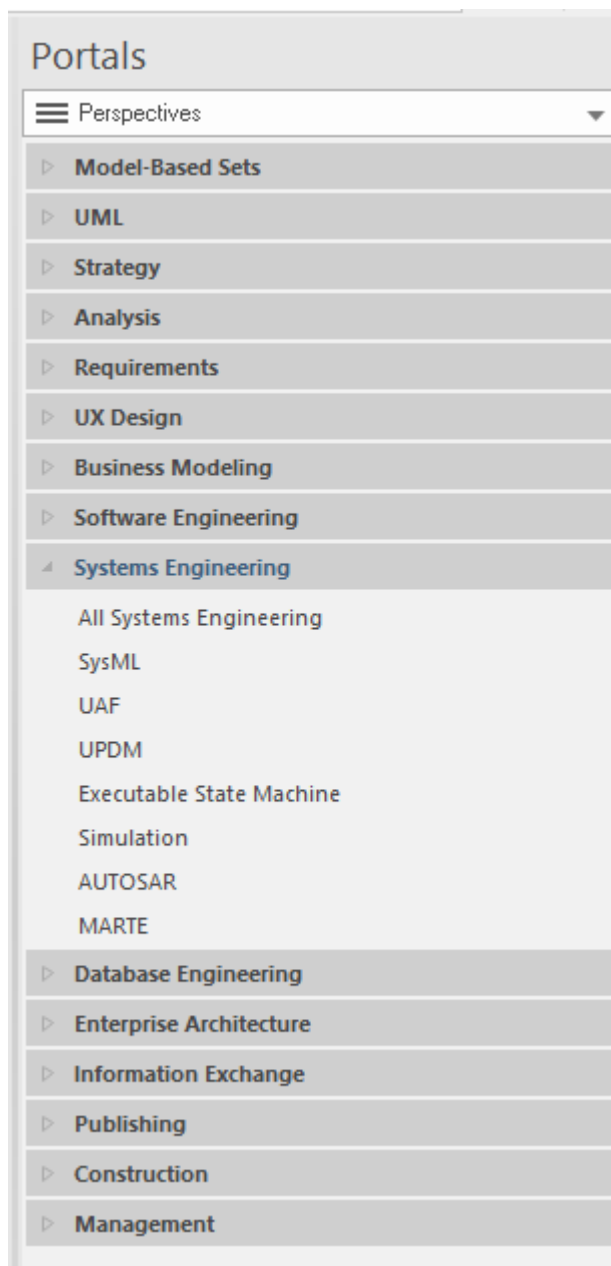 Portals
Perspectives
Model-Based Sets
UML
Strategy
Analysis
Requirements
UX Design
Business Modeling
Software Engineering
Systems Engineering
All Systems Engineering
SysML
UAF
UPDM
Executable State Machine
Simulation
AUTOSAR
MARTE
Database Engineering
Enterprise Architecture
Information Exchange
Publishing
Construction
Management